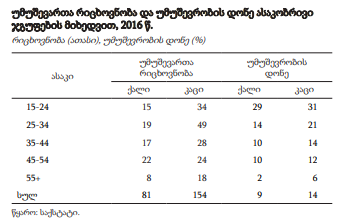 უმუშევართა რიცხოვნობა და უმუშევრობის დონე ასაკობრივი
ჯგუფების მიხედვით, 2016 წ.
რიცხოვნობა (ათასი), უმუშევრობის დონე (%)
ასაკი უმუშევართა რიცხოვნობა უმუშევრობის დონე
ქალი კაცი ქალი კაცი
15-24 15 34 29 31
25-34 19 49 14 21
35-44 17 28 10 14
45-54 22 24 10 12
55+ 8 18 2 6
სულ 81 154 9 14
წყარო: საქსტატი.